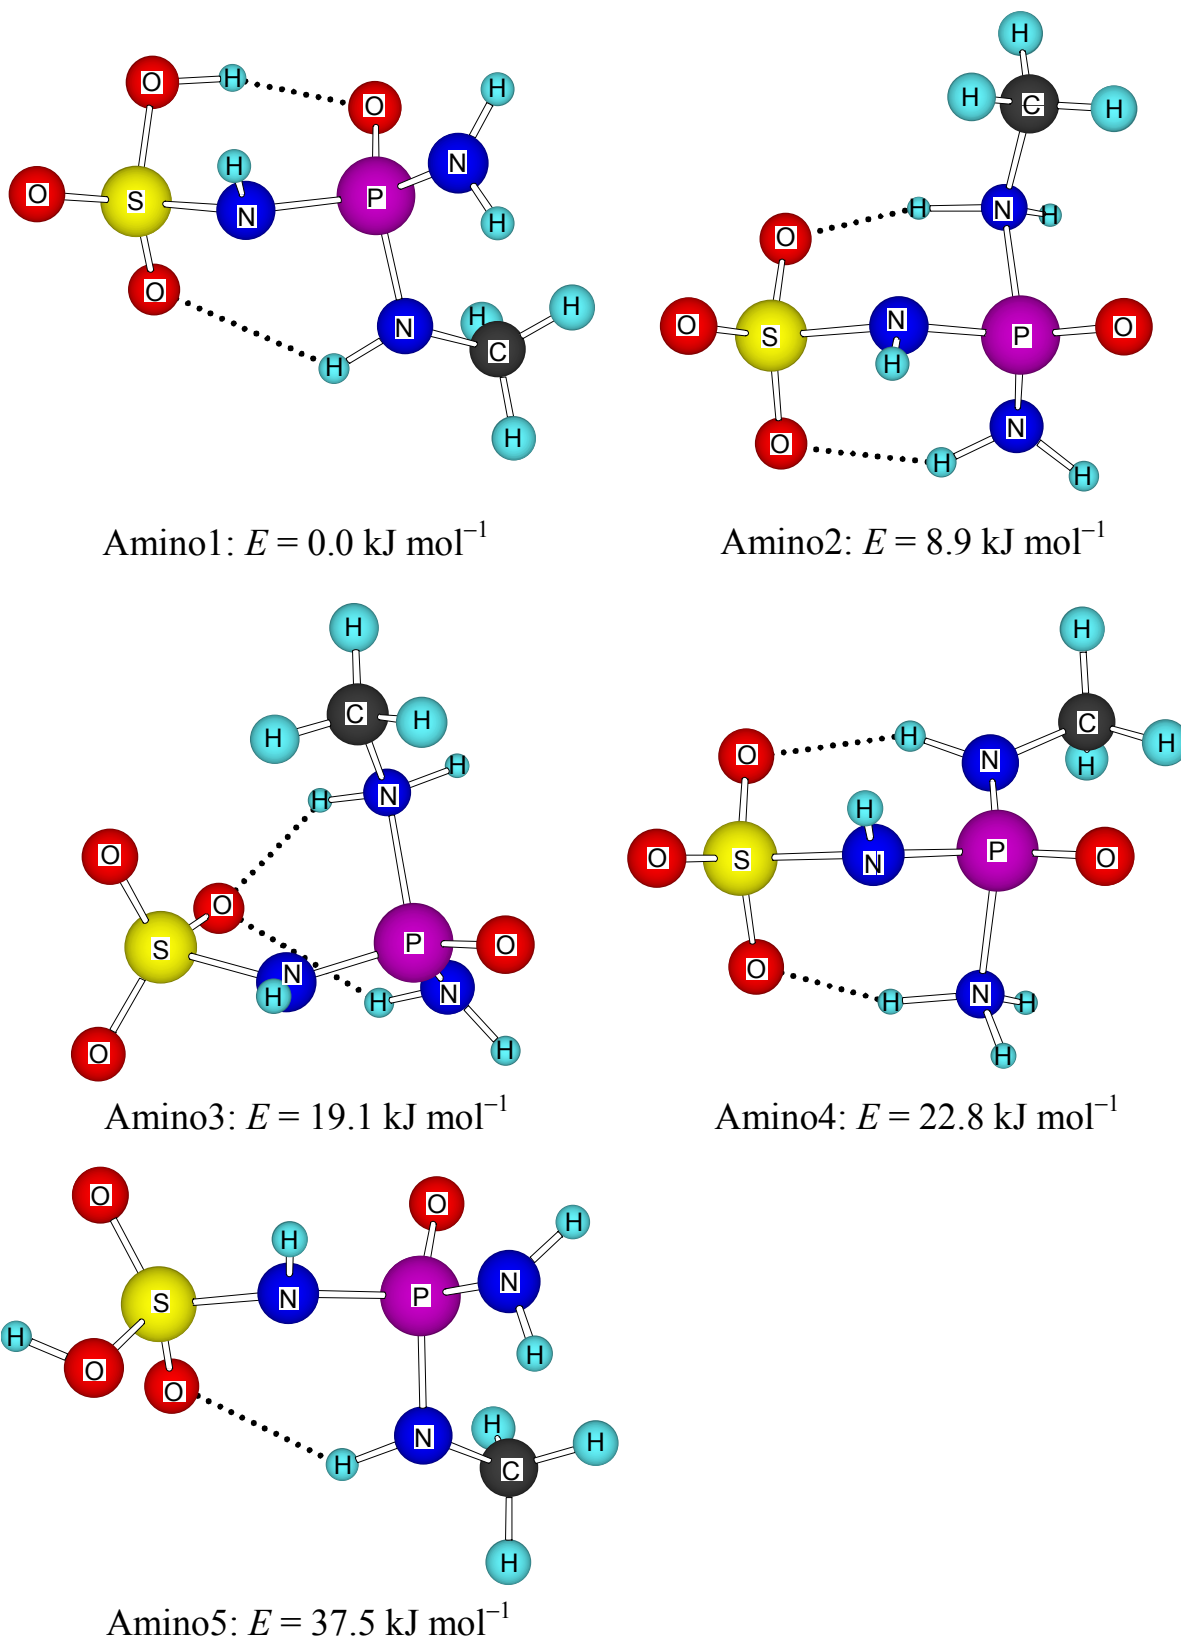 O H O H
H N
O S N P
H
O N H H
H C
H
Amino1: E = 0.0 kJ mol⁻¹
H
H C H
H N H
O
O S N P O
H
O N
H H
Amino2: E = 8.9 kJ mol⁻¹
H
H C H
H
H N
O O
S P O
N N
H H
O H
Amino3: E = 19.1 kJ mol⁻¹
H
H C H
O N H
H
O S N P O
O
H N H
H
Amino4: E = 22.8 kJ mol⁻¹
O O H
H
S N P N
H H
O O
H H
H N C
H
Amino5: E = 37.5 kJ mol⁻¹